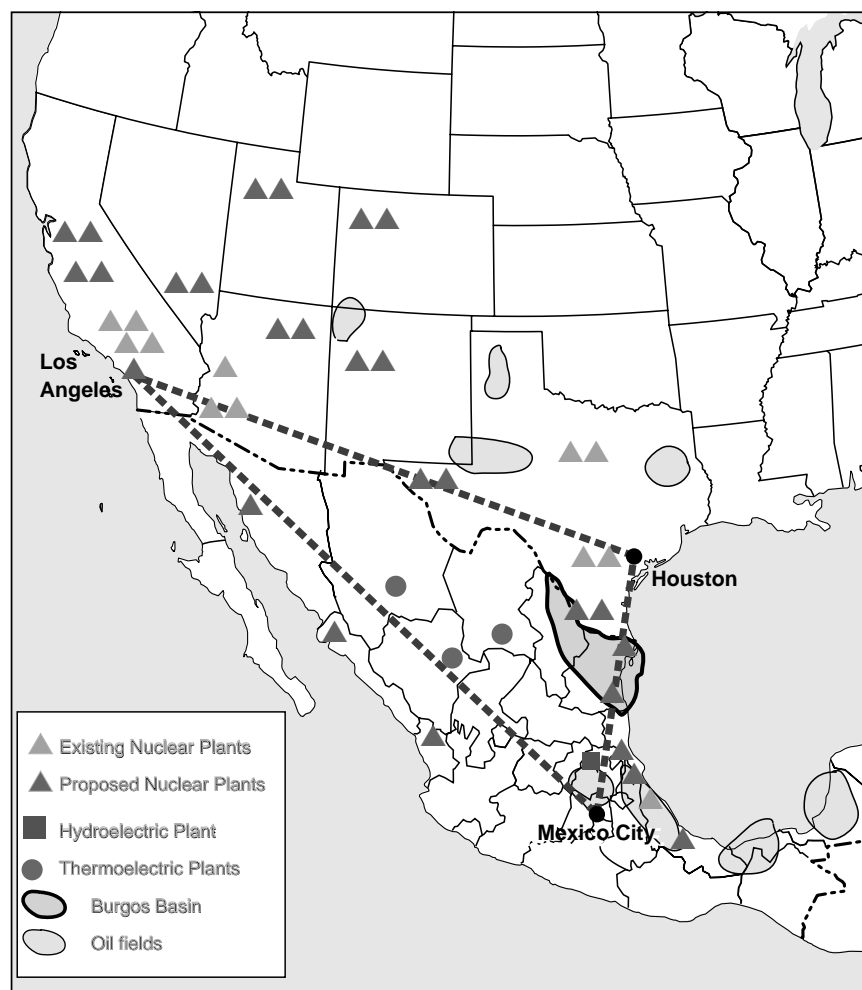 Los
Angeles
Houston
Mexico City
Existing Nuclear Plants
Proposed Nuclear Plants
Hydroelectric Plant
Thermoelectric Plants
Burgos Basin
Oil fields